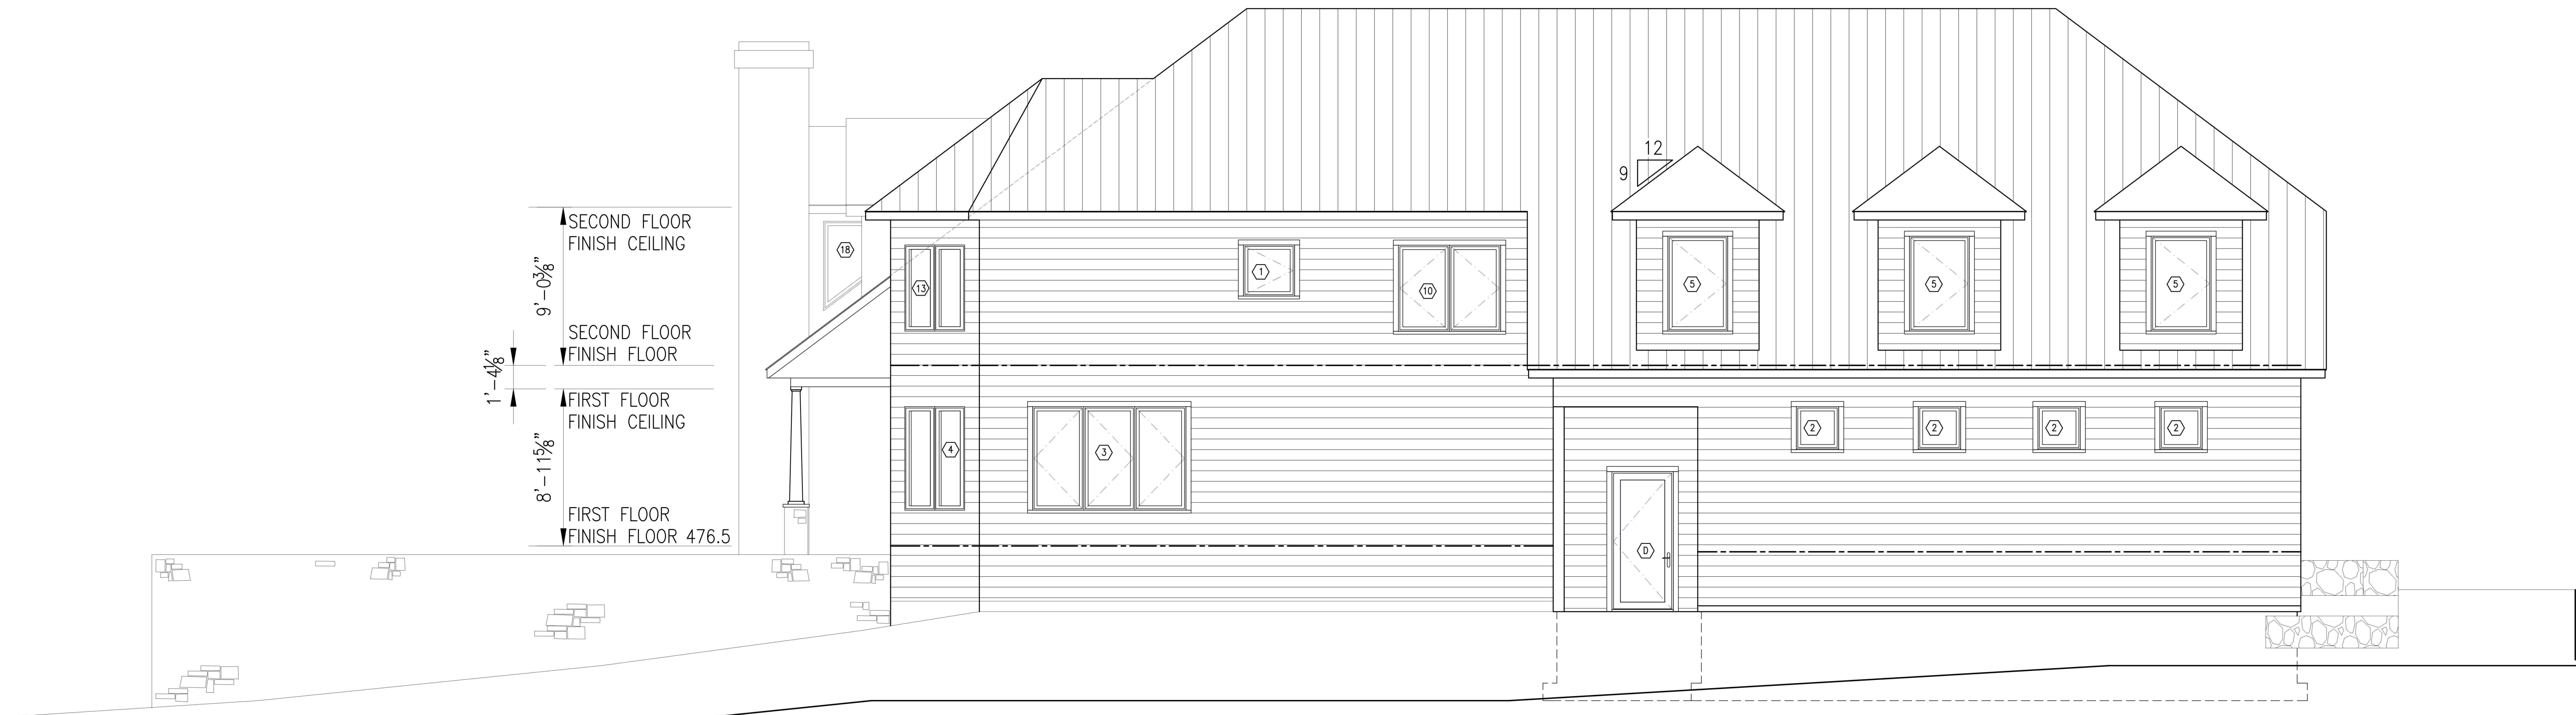 12
9
SECOND FLOOR
FINISH CEILING
18
9'-0⅜"
13
1
10
5
5
5
SECOND FLOOR
FINISH FLOOR
1'-4⅛"
FIRST FLOOR
FINISH CEILING
8'-11⅝"
4
3
2
2
2
2
FIRST FLOOR
FINISH FLOOR 476.5
D